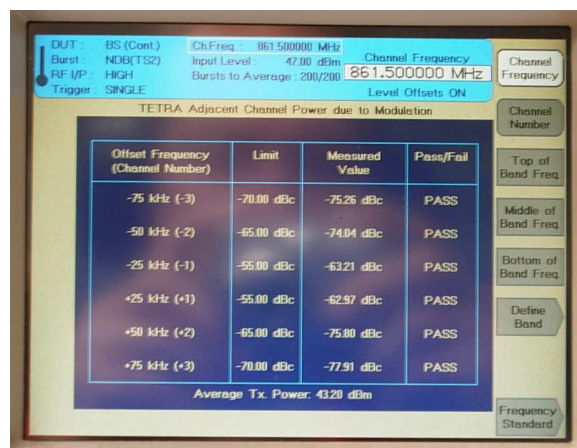 DUT : BS (Cont.) Ch.Freq. : 861.500000 MHz
Burst : NDB(TS2) Input Level : 47.00 dBm Channel Frequency
RF I/P : HIGH Bursts to Average : 200/200 861.500000 MHz
Trigger : SINGLE Level Offsets ON
TETRA Adjacent Channel Power due to Modulation
Offset Frequency Limit Measured Pass/Fail
(Channel Number) Value
-75 kHz (-3) -70.00 dBc -75.26 dBc PASS
-50 kHz (-2) -65.00 dBc -74.04 dBc PASS
-25 kHz (-1) -55.00 dBc -63.21 dBc PASS
+25 kHz (+1) -55.00 dBc -62.97 dBc PASS
+50 kHz (+2) -65.00 dBc -75.80 dBc PASS
+75 kHz (+3) -70.00 dBc -77.91 dBc PASS
Average Tx. Power: 43.20 dBm
Channel
Frequency
Channel
Number
Top of
Band Freq.
Middle of
Band Freq.
Bottom of
Band Freq.
Define
Band
Frequency
Standard